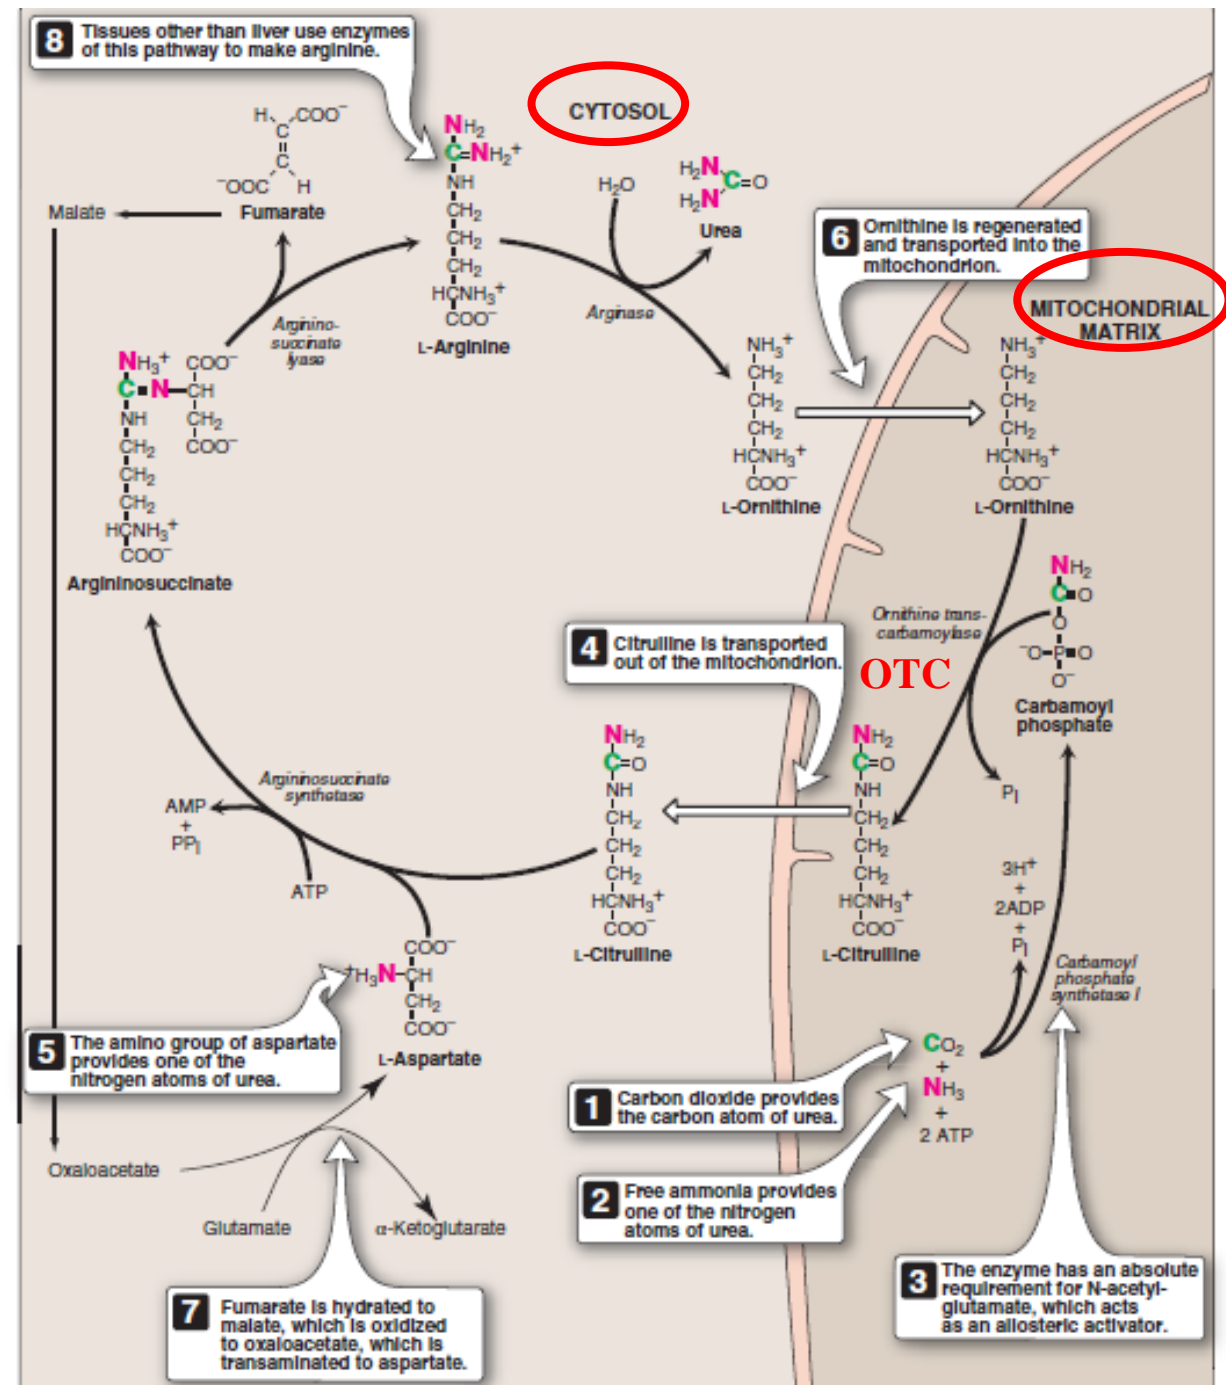 8 Tissues other than liver use enzymes
of this pathway to make arginine.
CYTOSOL
H COO⁻
C
C
⁻OOC H
Fumarate
Malate
NH₂
C=NH₂⁺
NH
CH₂
CH₂
CH₂
HCNH₃⁺
COO⁻
L-Arginine
H₂O
H₂N
C=O
H₂N
Urea
Arginase
6 Ornithine is regenerated
and transported into the
mitochondrion.
MITOCHONDRIAL
MATRIX
Arginino-
succinate
lyase
NH₃⁺ COO⁻
C=N–CH
NH CH₂
CH₂ COO⁻
CH₂
CH₂
HCNH₃⁺
COO⁻
Argininosuccinate
NH₃⁺
CH₂
CH₂
CH₂
HCNH₃⁺
COO⁻
L-Ornithine
NH₃⁺
CH₂
CH₂
CH₂
HCNH₃⁺
COO⁻
L-Ornithine
NH₂
C=O
O
⁻O–P=O
O⁻
Carbamoyl
phosphate
Ornithine trans-
carbamoylase
OTC
4 Citrulline is transported
out of the mitochondrion.
NH₂
C=O
NH
CH₂
CH₂
CH₂
HCNH₃⁺
COO⁻
L-Citrulline
NH₂
C=O
NH
CH₂
CH₂
CH₂
HCNH₃⁺
COO⁻
L-Citrulline
Pi
3H⁺
+
2ADP
+
Pi
Carbamoyl
phosphate
synthetase I
Argininosuccinate
synthetase
AMP
+
PPi
ATP
COO⁻
⁺H₃N–CH
CH₂
COO⁻
L-Aspartate
5 The amino group of aspartate
provides one of the
nitrogen atoms of urea.
CO₂
+
NH₃
+
2 ATP
1 Carbon dioxide provides
the carbon atom of urea.
2 Free ammonia provides
one of the nitrogen
atoms of urea.
Oxaloacetate
Glutamate
α-Ketoglutarate
3 The enzyme has an absolute
requirement for N-acetyl-
glutamate, which acts
as an allosteric activator.
7 Fumarate is hydrated to
malate, which is oxidized
to oxaloacetate, which is
transaminated to aspartate.